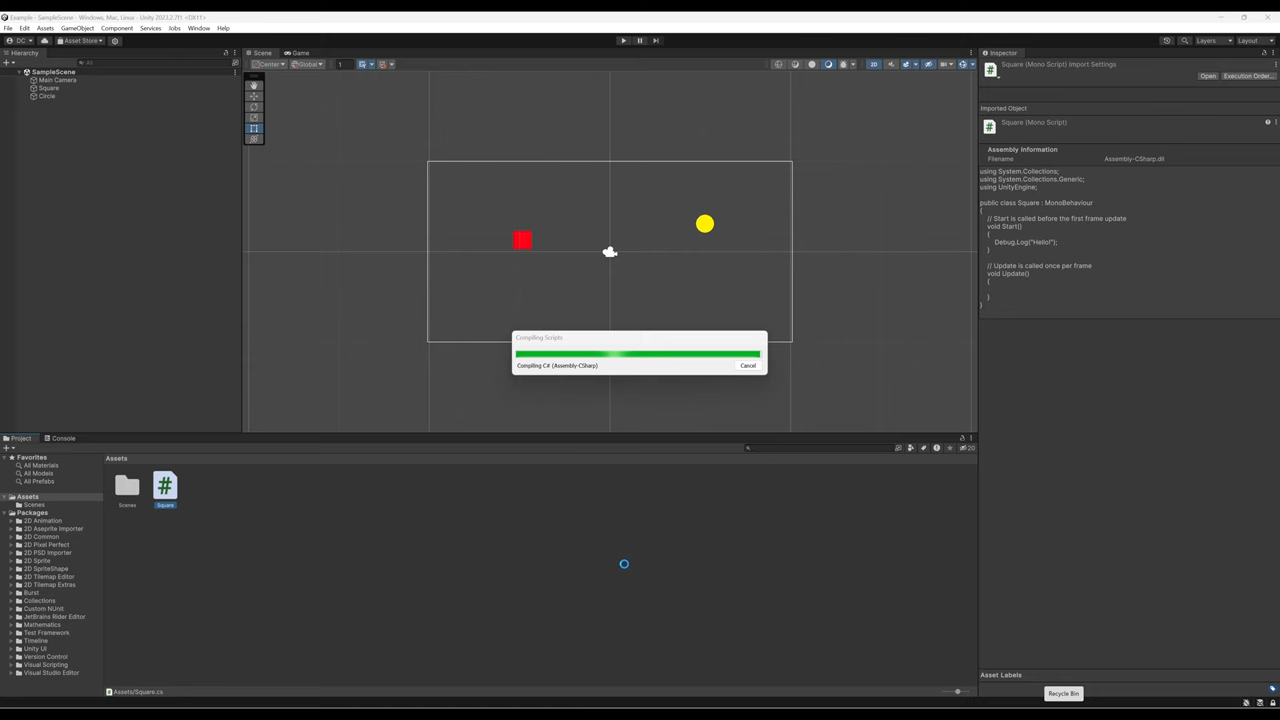 Example - SampleScene - Windows, Mac, Linux - Unity 2023.2.7f1 <DX11>
File Edit Assets GameObject Component Services Jobs Window Help
DC Asset Store Layers Layout
Hierarchy Scene Game Inspector
All Center Global 1 2D Square (Mono Script) Import Settings
SampleScene
Main Camera Open Execution Order...
Square
Circle
Imported Object
Square (Mono Script)
Assembly Information
Filename Assembly-CSharp.dll
using System.Collections;
using System.Collections.Generic;
using UnityEngine;
public class Square : MonoBehaviour
{
// Start is called before the first frame update
void Start()
{
Debug.Log("Hello!");
}
// Update is called once per frame
void Update()
{
}
}
Compiling Scripts
Compiling C# (Assembly-CSharp) Cancel
Project Console
20
Favorites Assets
All Materials
All Models
All Prefabs
Assets
Scenes
Packages
2D Animation
2D Aseprite Importer
2D Common
2D Pixel Perfect
2D PSD Importer
2D Sprite
2D SpriteShape
2D Tilemap Editor
2D Tilemap Extras
Burst
Collections
Custom NUnit
JetBrains Rider Editor
Mathematics
Test Framework
Timeline
Unity UI
Version Control
Visual Scripting
Visual Studio Editor
Scenes Square
Assets/Square.cs
Asset Labels
Recycle Bin